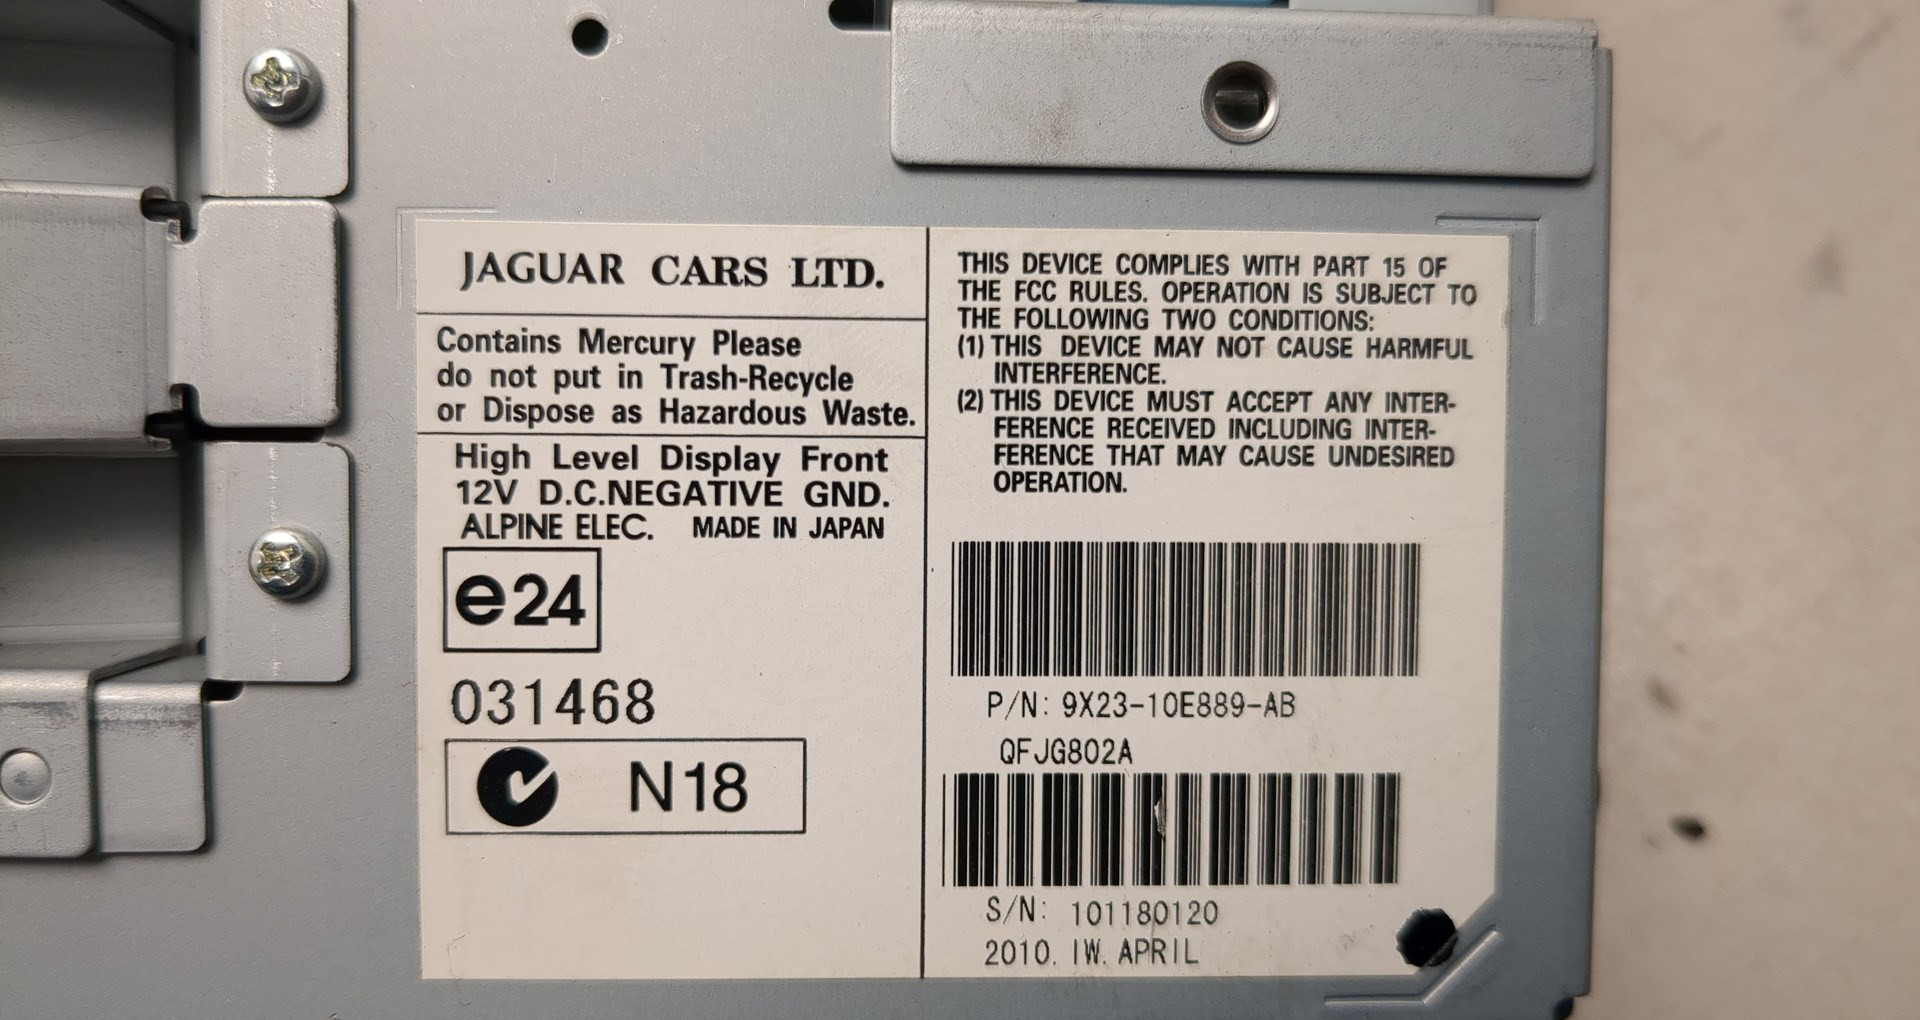 JAGUAR CARS LTD.
Contains Mercury Please
do not put in Trash-Recycle
or Dispose as Hazardous Waste.
High Level Display Front
12V D.C.NEGATIVE GND.
ALPINE ELEC. MADE IN JAPAN
e24
031468
N18
THIS DEVICE COMPLIES WITH PART 15 OF
THE FCC RULES. OPERATION IS SUBJECT TO
THE FOLLOWING TWO CONDITIONS:
(1) THIS DEVICE MAY NOT CAUSE HARMFUL
INTERFERENCE.
(2) THIS DEVICE MUST ACCEPT ANY INTER-
FERENCE RECEIVED INCLUDING INTER-
FERENCE THAT MAY CAUSE UNDESIRED
OPERATION.
P/N: 9X23-10E889-AB
QFJG802A
S/N: 101180120
2010. IW. APRIL